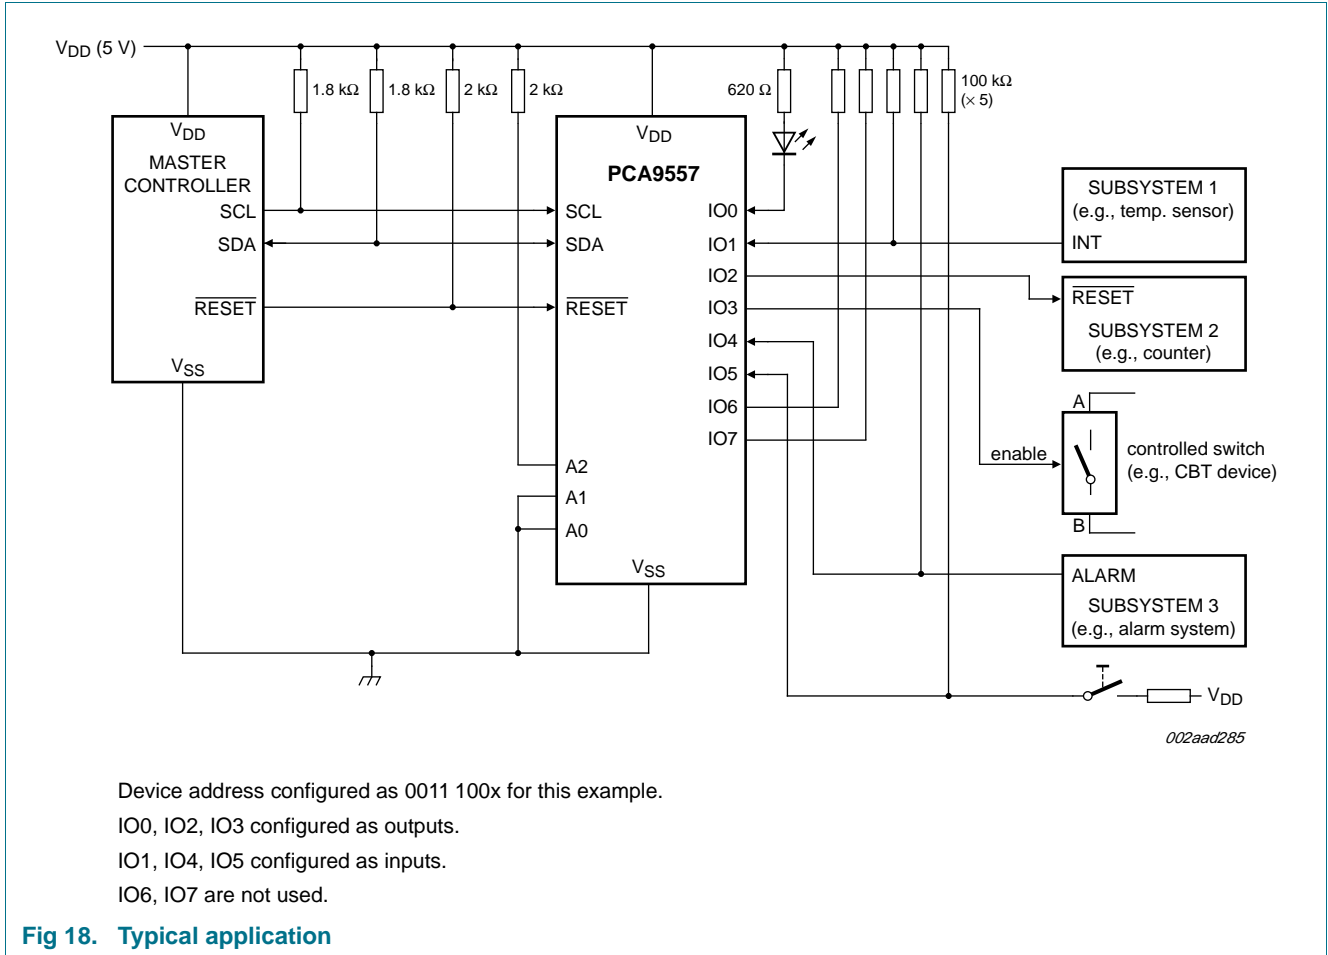 VDD (5 V)
1.8 kΩ
1.8 kΩ
2 kΩ
2 kΩ
620 Ω
100 kΩ
(× 5)
VDD
MASTER
CONTROLLER
SCL
SDA
RESET
VSS
VDD
PCA9557
SCL
SDA
RESET
A2
A1
A0
VSS
IO0
IO1
IO2
IO3
IO4
IO5
IO6
IO7
SUBSYSTEM 1
(e.g., temp. sensor)
INT
RESET
SUBSYSTEM 2
(e.g., counter)
A
enable
B
controlled switch
(e.g., CBT device)
ALARM
SUBSYSTEM 3
(e.g., alarm system)
VDD
002aad285
Device address configured as 0011 100x for this example.
IO0, IO2, IO3 configured as outputs.
IO1, IO4, IO5 configured as inputs.
IO6, IO7 are not used.
Fig 18. Typical application